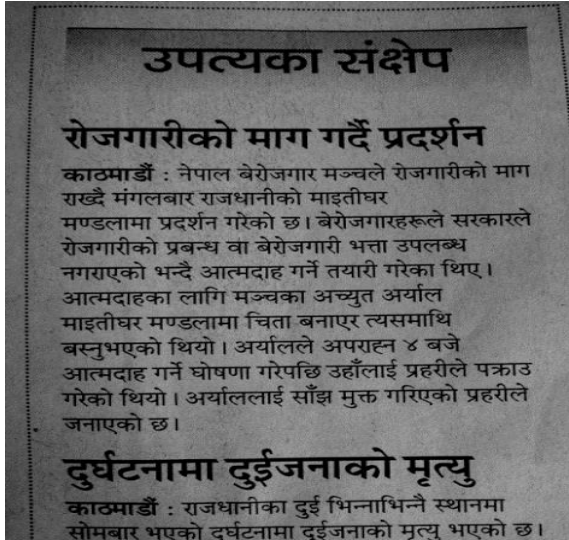 उपत्यका संक्षेप
रोजगारीको माग गर्दै प्रदर्शन
काठमाडौं : नेपाल बेरोजगार मञ्चले रोजगारीको माग
राख्दै मंगलबार राजधानीको माइतीघर
मण्डलामा प्रदर्शन गरेको छ। बेरोजगारहरूले सरकारले
रोजगारीको प्रबन्ध वा बेरोजगारी भत्ता उपलब्ध
नगराएको भन्दै आत्मदाह गर्ने तयारी गरेका थिए।
आत्मदाहका लागि मञ्चका अच्युत अर्याल
माइतीघर मण्डलामा चिता बनाएर त्यसमाथि
बस्नुभएको थियो। अर्यालले अपराह्न ४ बजे
आत्मदाह गर्ने घोषणा गरेपछि उहाँलाई प्रहरीले पक्राउ
गरेको थियो। अर्याललाई साँझ मुक्त गरिएको प्रहरीले
जनाएको छ।
दुर्घटनामा दुईजनाको मृत्यु
काठमाडौं : राजधानीका दुई भिन्नाभिन्नै स्थानमा
सोमबार भएको दुर्घटनामा दुईजनाको मृत्यु भएको छ।